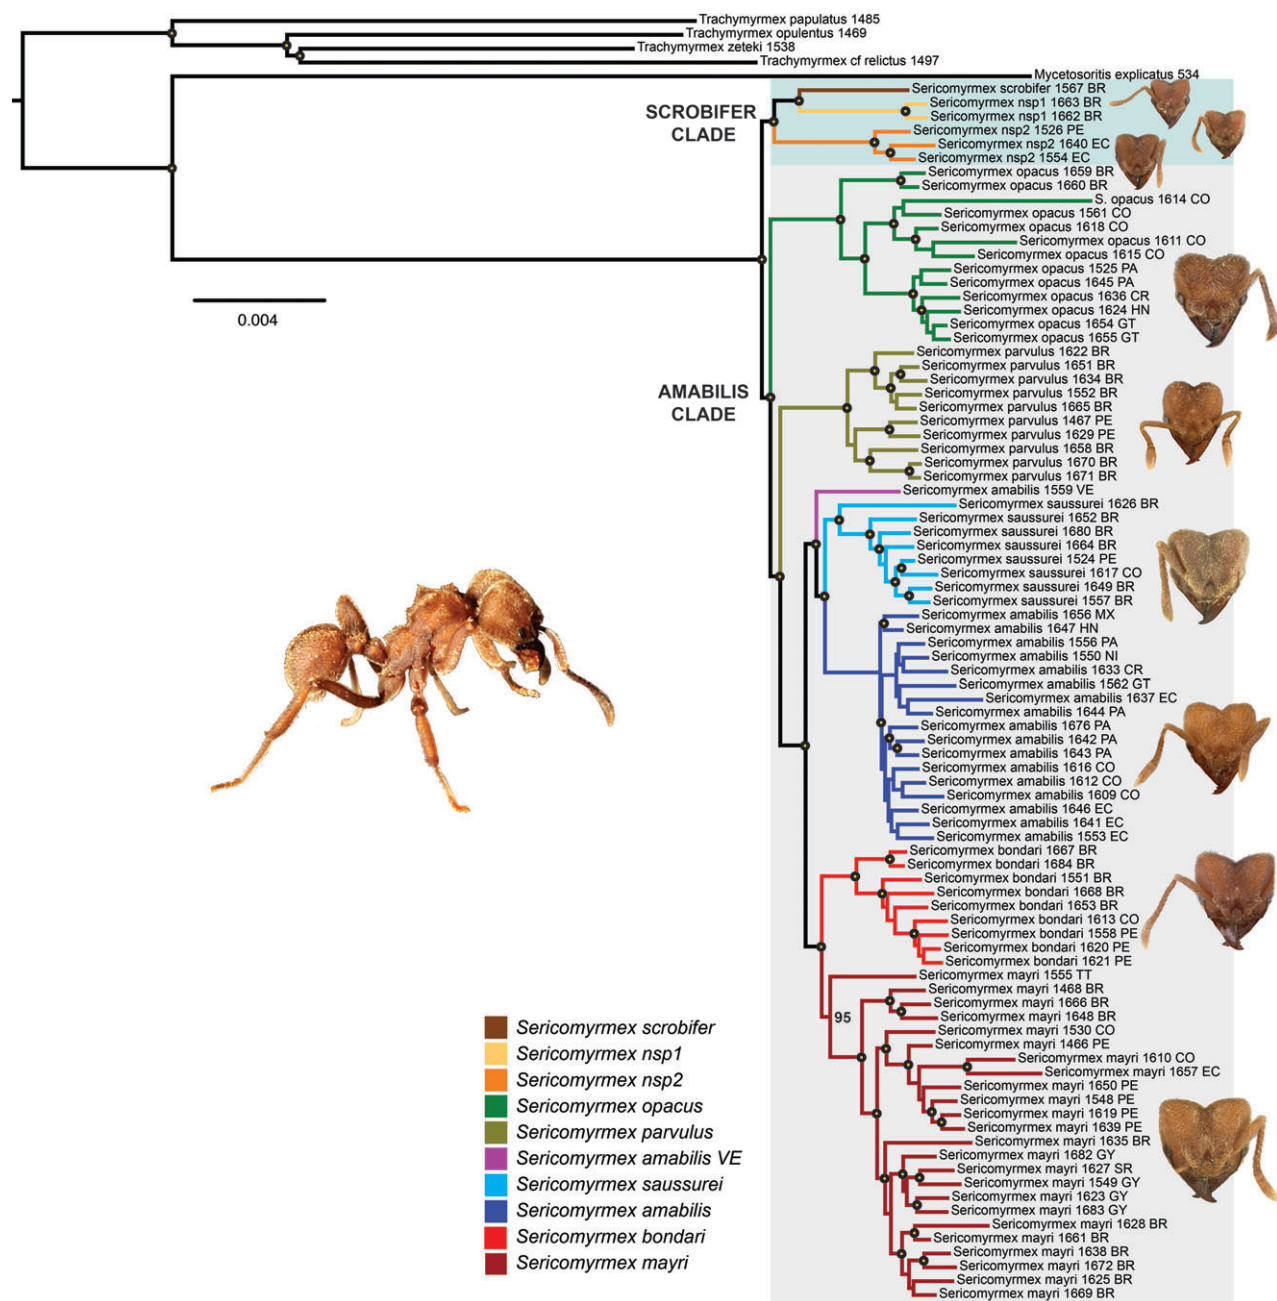 Trachymyrmex papulatus 1485
Trachymyrmex opulentus 1469
Trachymyrmex zeteki 1538
Trachymyrmex cf relictus 1497
Mycetosoritis explicatus 534
SCROBIFER
CLADE
Sericomyrmex scrobifer 1567 BR
Sericomyrmex nsp1 1663 BR
Sericomyrmex nsp1 1662 BR
Sericomyrmex nsp2 1526 PE
Sericomyrmex nsp2 1640 EC
Sericomyrmex nsp2 1554 EC
Sericomyrmex opacus 1659 BR
Sericomyrmex opacus 1660 BR
S. opacus 1614 CO
Sericomyrmex opacus 1561 CO
Sericomyrmex opacus 1618 CO
Sericomyrmex opacus 1611 CO
Sericomyrmex opacus 1615 CO
Sericomyrmex opacus 1525 PA
Sericomyrmex opacus 1645 PA
Sericomyrmex opacus 1636 CR
Sericomyrmex opacus 1624 HN
Sericomyrmex opacus 1654 GT
Sericomyrmex opacus 1655 GT
0.004
AMABILIS
CLADE
Sericomyrmex parvulus 1622 BR
Sericomyrmex parvulus 1651 BR
Sericomyrmex parvulus 1634 BR
Sericomyrmex parvulus 1552 BR
Sericomyrmex parvulus 1665 BR
Sericomyrmex parvulus 1467 PE
Sericomyrmex parvulus 1629 PE
Sericomyrmex parvulus 1658 BR
Sericomyrmex parvulus 1670 BR
Sericomyrmex parvulus 1671 BR
Sericomyrmex amabilis 1559 VE
Sericomyrmex saussurei 1626 BR
Sericomyrmex saussurei 1652 BR
Sericomyrmex saussurei 1680 BR
Sericomyrmex saussurei 1664 BR
Sericomyrmex saussurei 1524 PE
Sericomyrmex saussurei 1617 CO
Sericomyrmex saussurei 1649 BR
Sericomyrmex saussurei 1557 BR
Sericomyrmex amabilis 1656 MX
Sericomyrmex amabilis 1647 HN
Sericomyrmex amabilis 1556 PA
Sericomyrmex amabilis 1550 NI
Sericomyrmex amabilis 1633 CR
Sericomyrmex amabilis 1562 GT
Sericomyrmex amabilis 1637 EC
Sericomyrmex amabilis 1644 PA
Sericomyrmex amabilis 1676 PA
Sericomyrmex amabilis 1642 PA
Sericomyrmex amabilis 1643 PA
Sericomyrmex amabilis 1616 CO
Sericomyrmex amabilis 1612 CO
Sericomyrmex amabilis 1609 CO
Sericomyrmex amabilis 1646 EC
Sericomyrmex amabilis 1641 EC
Sericomyrmex amabilis 1553 EC
Sericomyrmex bondari 1667 BR
Sericomyrmex bondari 1684 BR
Sericomyrmex bondari 1551 BR
Sericomyrmex bondari 1668 BR
Sericomyrmex bondari 1653 BR
Sericomyrmex bondari 1613 CO
Sericomyrmex bondari 1558 PE
Sericomyrmex bondari 1620 PE
Sericomyrmex bondari 1621 PE
Sericomyrmex mayri 1555 TT
Sericomyrmex mayri 1468 BR
Sericomyrmex mayri 1666 BR
Sericomyrmex mayri 1648 BR
95
Sericomyrmex mayri 1530 CO
Sericomyrmex mayri 1466 PE
Sericomyrmex mayri 1610 CO
Sericomyrmex mayri 1657 EC
Sericomyrmex mayri 1650 PE
Sericomyrmex mayri 1548 PE
Sericomyrmex mayri 1619 PE
Sericomyrmex mayri 1639 PE
Sericomyrmex mayri 1635 BR
Sericomyrmex mayri 1682 GY
Sericomyrmex mayri 1627 SR
Sericomyrmex mayri 1549 GY
Sericomyrmex mayri 1623 GY
Sericomyrmex mayri 1683 GY
Sericomyrmex mayri 1628 BR
Sericomyrmex mayri 1661 BR
Sericomyrmex mayri 1638 BR
Sericomyrmex mayri 1672 BR
Sericomyrmex mayri 1625 BR
Sericomyrmex mayri 1669 BR
Sericomyrmex scrobifer
Sericomyrmex nsp1
Sericomyrmex nsp2
Sericomyrmex opacus
Sericomyrmex parvulus
Sericomyrmex amabilis VE
Sericomyrmex saussurei
Sericomyrmex amabilis
Sericomyrmex bondari
Sericomyrmex mayri